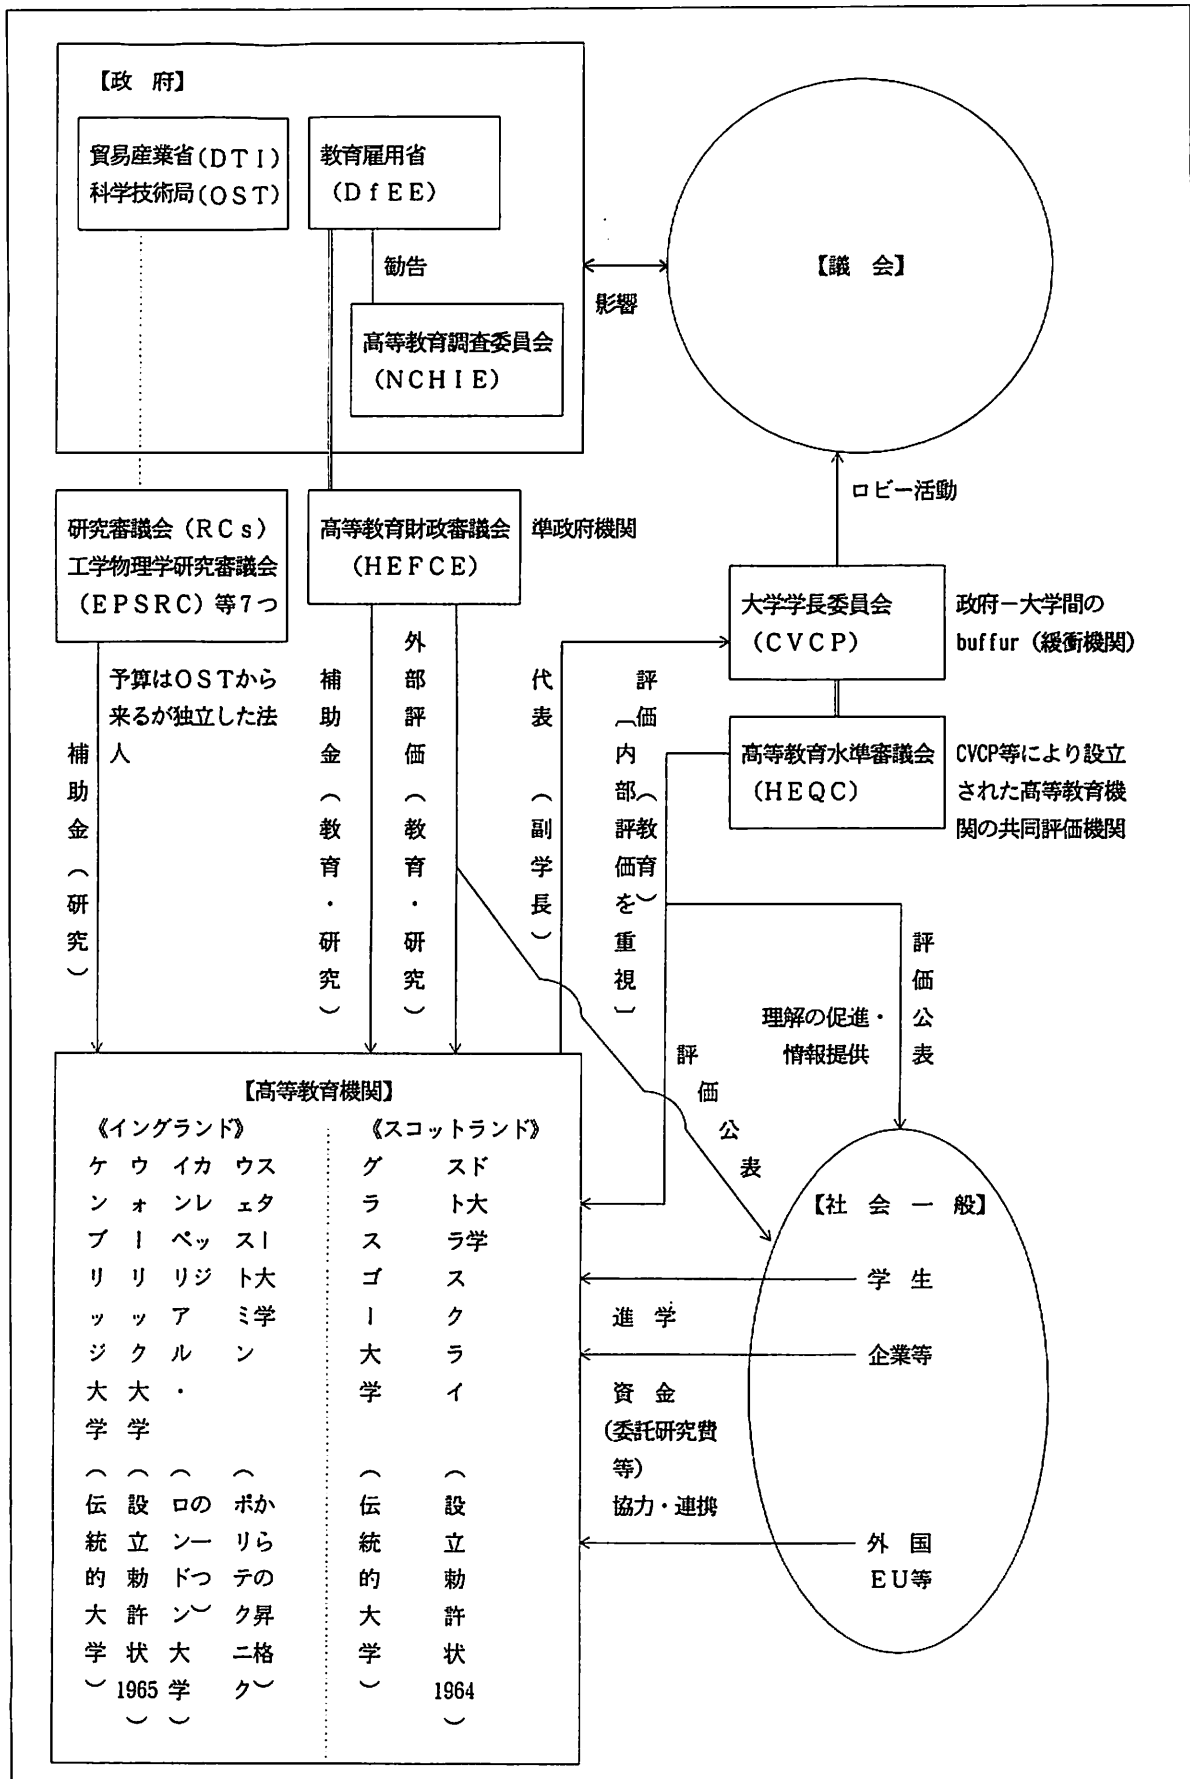 【政　府】
貿易産業省(DTI)
科学技術局(OST)
教育雇用省
(DfEE)
勧告
高等教育調査委員会
(NCHIE)
影響
【議　会】
ロビー活動
研究審議会(RCs)
工学物理学研究審議会
(EPSRC)等7つ
高等教育財政審議会
(HEFCE)
準政府機関
大学学長委員会
(CVCP)
政府－大学間の
buffur(緩衝機関)
高等教育水準審議会
(HEQC)
CVCP等により設立
された高等教育機
関の共同評価機関
予算はOSTから
来るが独立した法
人
補助金(研究)
補助金(教育・研究)
外部評価(教育・研究)
代表　(副学長)
評価(教育)
〔内部評価を重視〕
評価公表
理解の促進・
情報提供
評価公表
【高等教育機関】
《イングランド》
《スコットランド》
ケンブリッジ大学(伝統的大学)
ウォーリック大学(設立勅許状1965)
インペリアル・
カレッジ
(ロンドン大学
の一つ)
ウェストミン
スター大学
(ポリテクニク
からの昇格)
グラスゴー大学(伝統的大学)
ストラスクライ
ド大学
(設立勅許状1964)
【社　会　一　般】
学　生
進　学
企業等
資　金
(委託研究費
等)
協力・連携
外　国
EU等